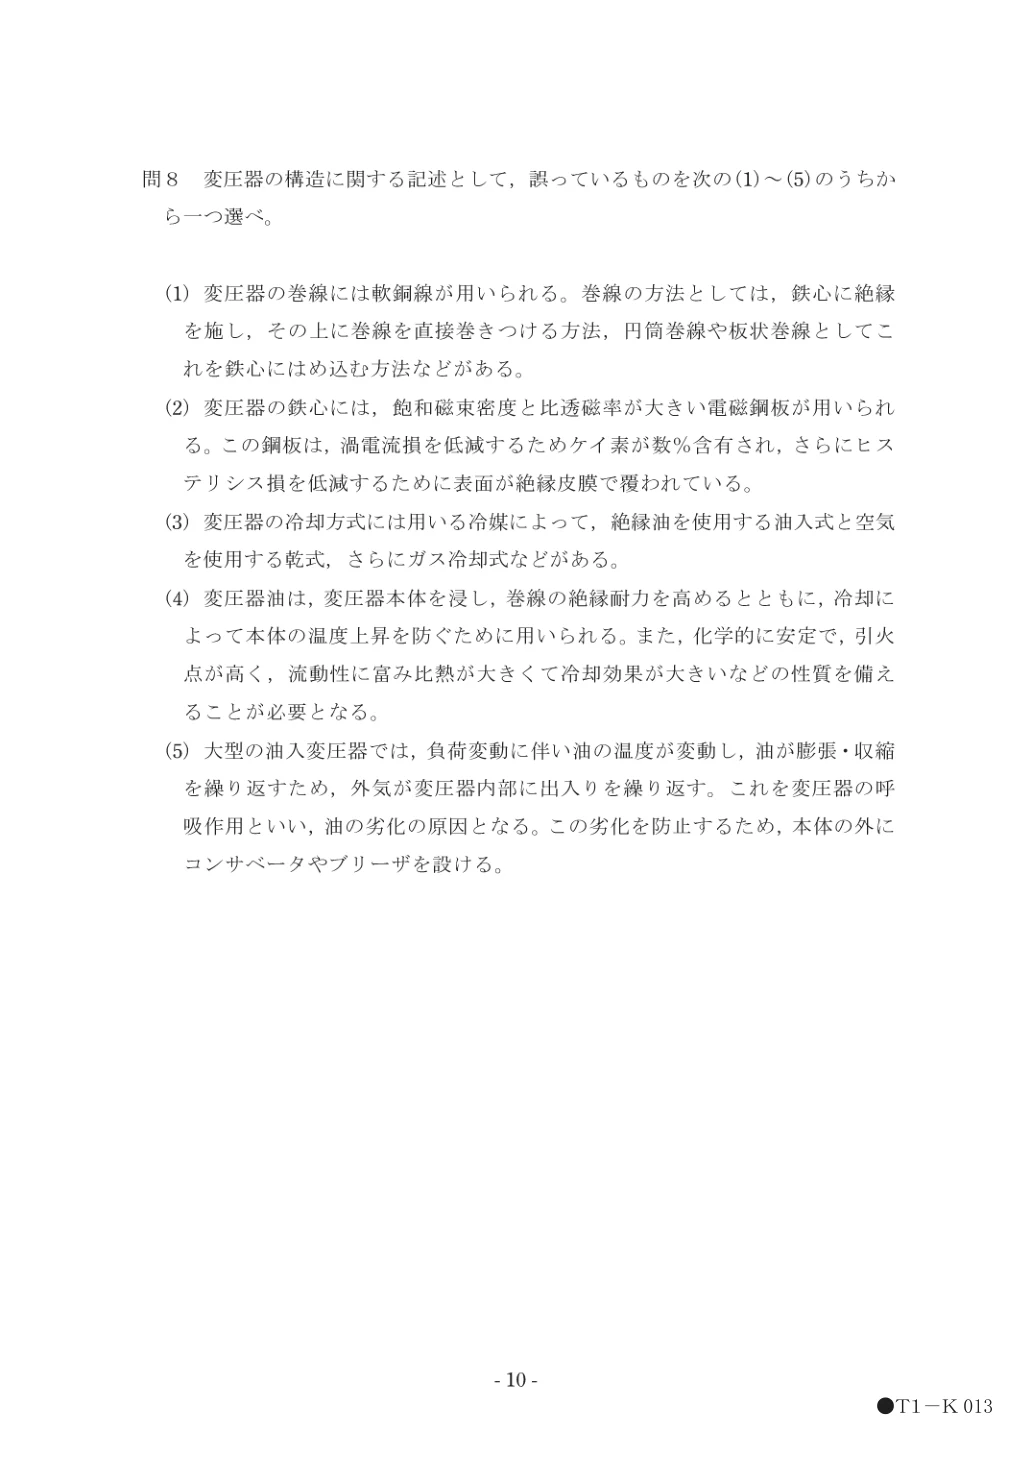 問８　変圧器の構造に関する記述として，誤っているものを次の(1)～(5)のうちか
ら一つ選べ。
(1) 変圧器の巻線には軟銅線が用いられる。巻線の方法としては，鉄心に絶縁
を施し，その上に巻線を直接巻きつける方法，円筒巻線や板状巻線としてこ
れを鉄心にはめ込む方法などがある。
(2) 変圧器の鉄心には，飽和磁束密度と比透磁率が大きい電磁鋼板が用いられ
る。この鋼板は，渦電流損を低減するためケイ素が数％含有され，さらにヒス
テリシス損を低減するために表面が絶縁皮膜で覆われている。
(3) 変圧器の冷却方式には用いる冷媒によって，絶縁油を使用する油入式と空気
を使用する乾式，さらにガス冷却式などがある。
(4) 変圧器油は，変圧器本体を浸し，巻線の絶縁耐力を高めるとともに，冷却に
よって本体の温度上昇を防ぐために用いられる。また，化学的に安定で，引火
点が高く，流動性に富み比熱が大きくて冷却効果が大きいなどの性質を備え
ることが必要となる。
(5) 大型の油入変圧器では，負荷変動に伴い油の温度が変動し，油が膨張・収縮
を繰り返すため，外気が変圧器内部に出入りを繰り返す。これを変圧器の呼
吸作用といい，油の劣化の原因となる。この劣化を防止するため，本体の外に
コンサベータやブリーザを設ける。
- 10 -
●T1－K 013